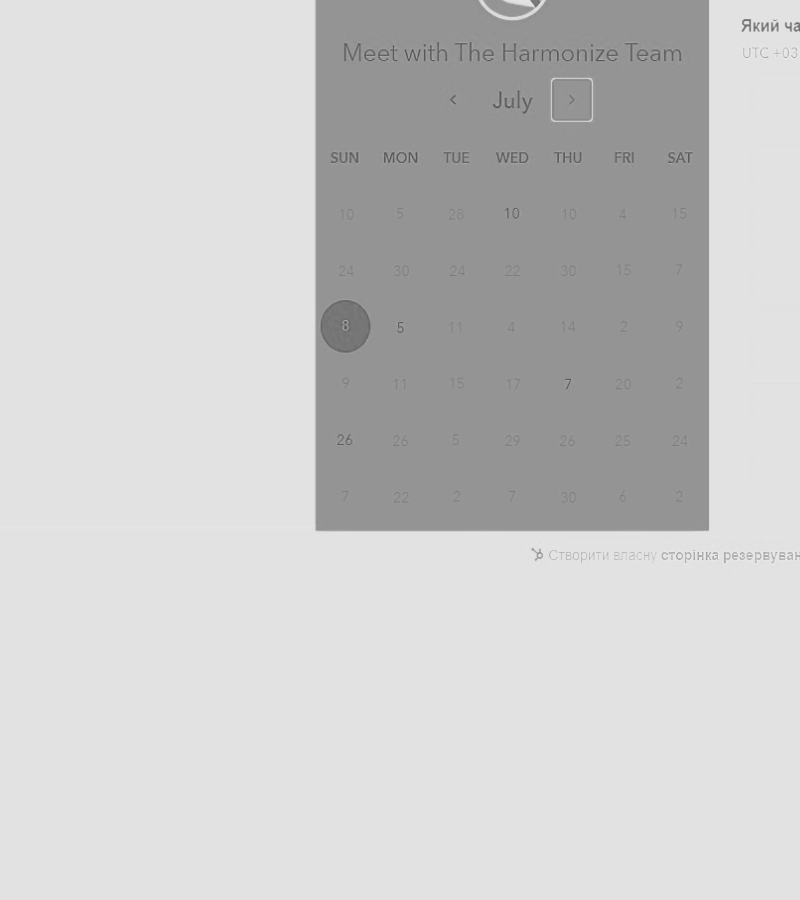 Який ча
Meet with The Harmonize Team
UTC +03
July
SUN MON TUE WED THU FRI SAT
10 5 28 10 10 4 15
24 30 24 22 30 15 7
8 5 11 4 14 2 9
9 11 15 17 7 20 2
26 26 5 29 26 25 24
7 22 2 7 30 6 2
Створити власну сторінка резервуван